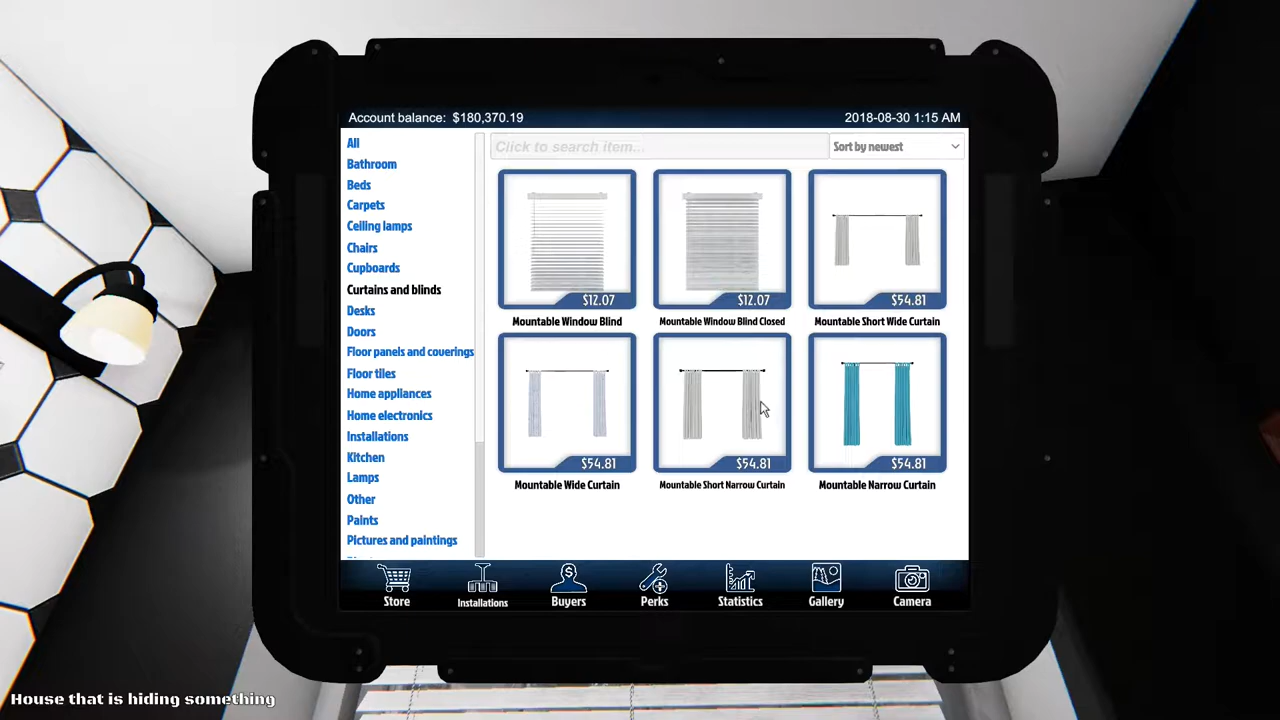 Account balance: $180,370.19
2018-08-30 1:15 AM
All
Bathroom
Beds
Carpets
Ceiling lamps
Chairs
Cupboards
Curtains and blinds
Desks
Doors
Floor panels and coverings
Floor tiles
Home appliances
Home electronics
Installations
Kitchen
Lamps
Other
Paints
Pictures and paintings
Click to search item...
Sort by newest
$12.07
Mountable Window Blind
$12.07
Mountable Window Blind Closed
$54.81
Mountable Short Wide Curtain
$54.81
Mountable Wide Curtain
$54.81
Mountable Short Narrow Curtain
$54.81
Mountable Narrow Curtain
Store
Installations
Buyers
Perks
Statistics
Gallery
Camera
House that is hiding something